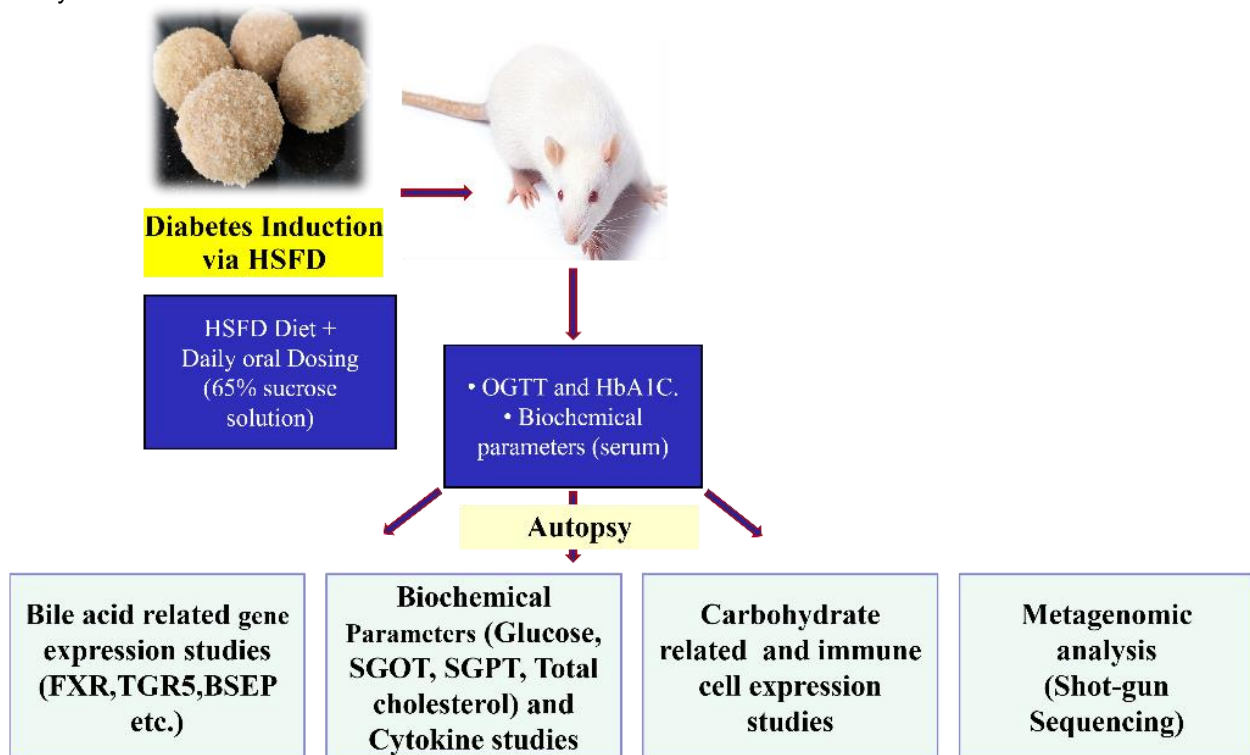 Diabetes Induction
via HSFD
HSFD Diet +
Daily oral Dosing
(65% sucrose
solution)
• OGTT and HbA1C.
• Biochemical
parameters (serum)
Autopsy
Bile acid related gene
expression studies
(FXR,TGR5,BSEP
etc.)
Biochemical
Parameters (Glucose,
SGOT, SGPT, Total
cholesterol) and
Cytokine studies
Carbohydrate
related and immune
cell expression
studies
Metagenomic
analysis
(Shot-gun
Sequencing)